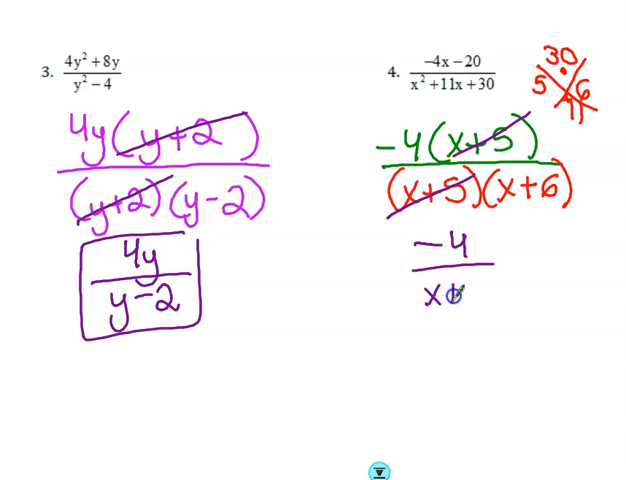 3. (4y² + 8y)/(y² – 4)
4y(y+2)
(y+2)(y-2)
4y
y-2
4. (–4x – 20)/(x² + 11x + 30)
30
5 6
11
-4(x+5)
(x+5)(x+6)
-4
x+